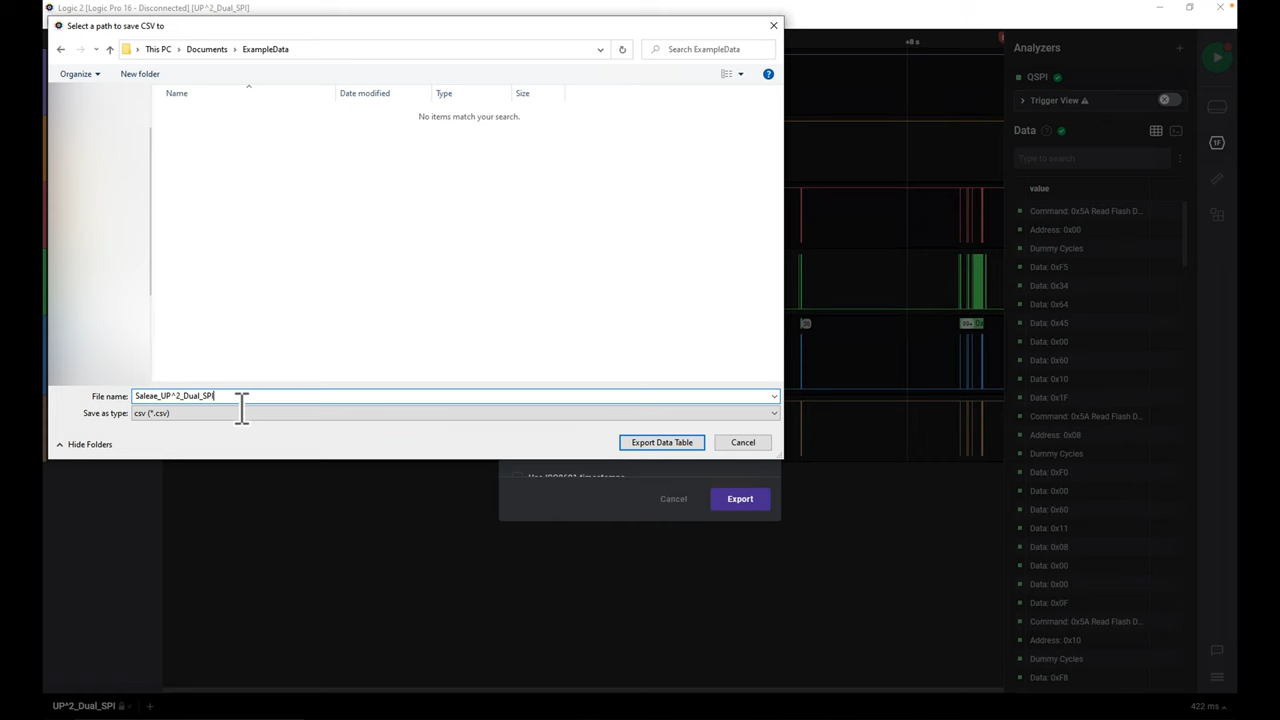 Logic 2 [Logic Pro 16 - Disconnected] [UP^2_Dual_SPI]
Select a path to save CSV to
This PC > Documents > ExampleData
Search ExampleData
Organize
New folder
Name
Date modified
Type
Size
No items match your search.
File name: Saleae_UP^2_Dual_SPI
Save as type: csv (*.csv)
Hide Folders
Export Data Table
Cancel
Use ISO8601 timestamps
Cancel
Export
+8 s
Analyzers
QSPI
Trigger View
Data
Type to search
value
Command: 0x5A Read Flash D...
Address: 0x00
Dummy Cycles
Data: 0xF5
Data: 0x34
Data: 0x64
Data: 0x45
Data: 0x00
Data: 0x60
Data: 0x10
Data: 0x1F
Command: 0x5A Read Flash D...
Address: 0x08
Dummy Cycles
Data: 0xF0
Data: 0x00
Data: 0x60
Data: 0x11
Data: 0x08
Data: 0x00
Data: 0x00
Data: 0x0F
Command: 0x5A Read Flash D...
Address: 0x10
Dummy Cycles
Data: 0xF8
1F
UP^2_Dual_SPI
422 ms